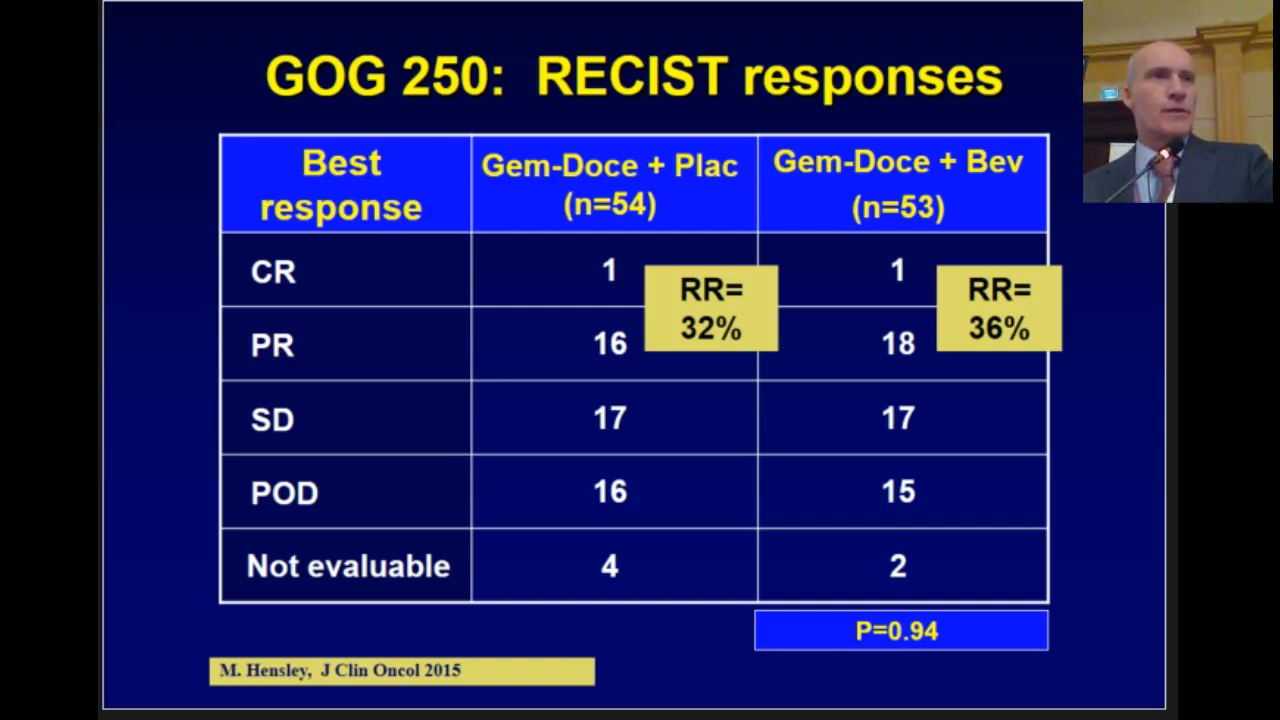 GOG 250: RECIST responses
Best response
Gem-Doce + Plac (n=54)
Gem-Doce + Bev (n=53)
CR 1 1
RR= 32%
RR= 36%
PR 16 18
SD 17 17
POD 16 15
Not evaluable 4 2
P=0.94
M. Hensley, J Clin Oncol 2015